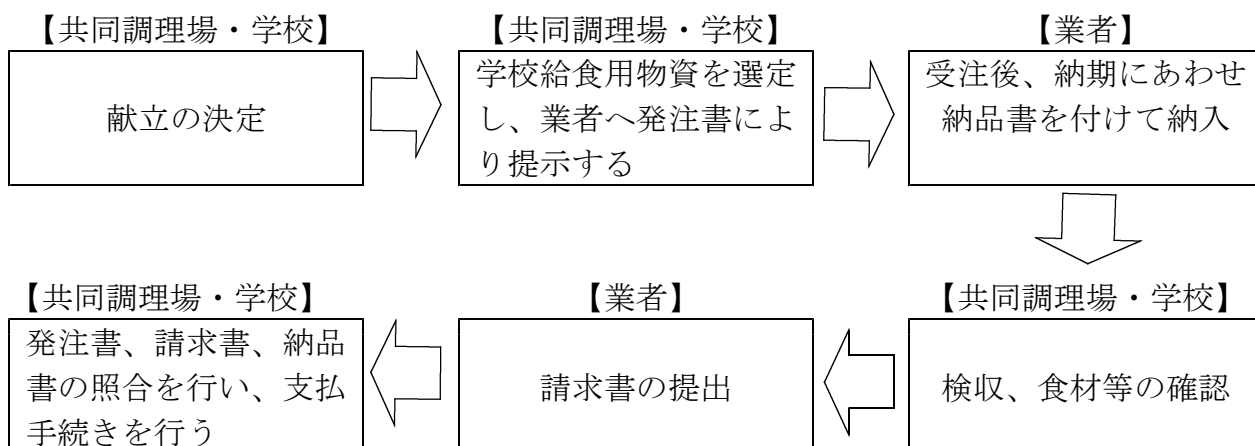 【共同調理場・学校】
献立の決定
【共同調理場・学校】
学校給食用物資を選定
し、業者へ発注書によ
り提示する
【業者】
受注後、納期にあわせ
納品書を付けて納入
【共同調理場・学校】
検収、食材等の確認
【業者】
請求書の提出
【共同調理場・学校】
発注書、請求書、納品
書の照合を行い、支払
手続きを行う